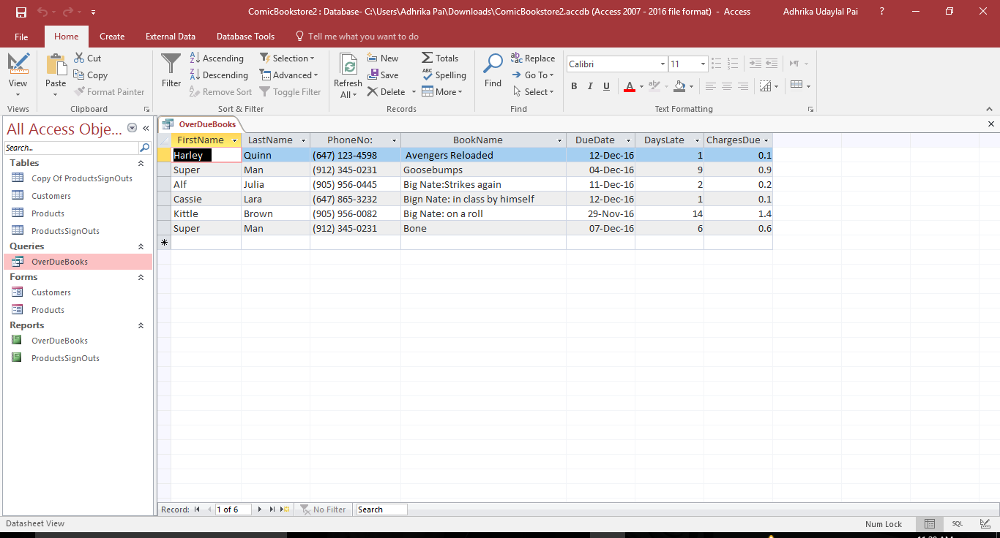 ComicBookstore2 : Database- C:\Users\Adhrika Pai\Downloads\ComicBookstore2.accdb (Access 2007 - 2016 file format) - Access Adhrika Udaylal Pai ?
File Home Create External Data Database Tools Tell me what you want to do
View Paste Cut Copy Format Painter
Filter Ascending Descending Remove Sort Selection Advanced Toggle Filter
Refresh All New Save Delete Totals Spelling More
Find Replace Go To Select
Calibri 11
B I U A
Views Clipboard Sort & Filter Records Find Text Formatting
All Access Obje... «
Search...
Tables
Copy Of ProductsSignOuts
Customers
Products
ProductsSignOuts
Queries
OverDueBooks
Forms
Customers
Products
Reports
OverDueBooks
ProductsSignOuts
OverDueBooks
FirstName LastName PhoneNo: BookName DueDate DaysLate ChargesDue
Harley Quinn (647) 123-4598 Avengers Reloaded 12-Dec-16 1 0.1
Super Man (912) 345-0231 Goosebumps 04-Dec-16 9 0.9
Alf Julia (905) 956-0445 Big Nate:Strikes again 11-Dec-16 2 0.2
Cassie Lara (647) 865-3232 Bign Nate: in class by himself 12-Dec-16 1 0.1
Kittle Brown (905) 956-0082 Big Nate: on a roll 29-Nov-16 14 1.4
Super Man (912) 345-0231 Bone 07-Dec-16 6 0.6
Record: 1 of 6 No Filter Search
Datasheet View Num Lock SQL